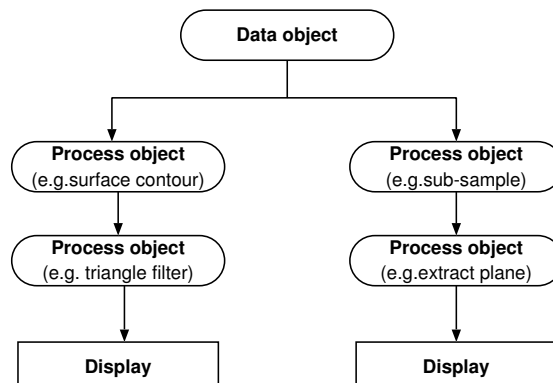 Data object
Process object
(e.g.surface contour)
Process object
(e.g.sub-sample)
Process object
(e.g. triangle filter)
Process object
(e.g.extract plane)
Display
Display